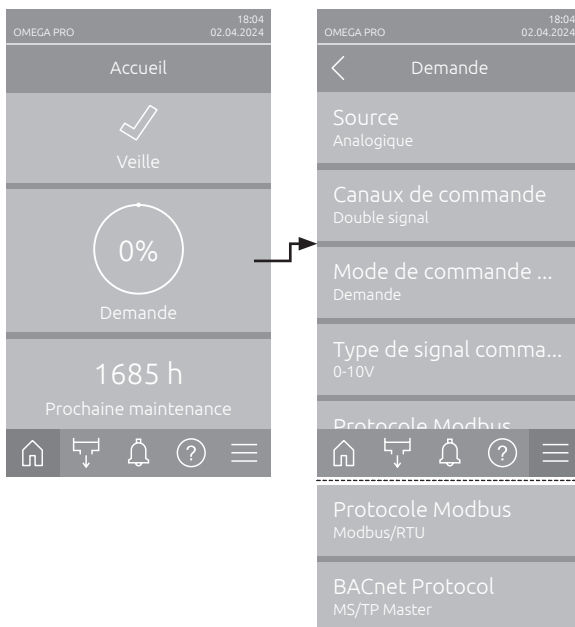 18:04
OMEGA PRO 02.04.2024
Accueil
Veille
0%
Demande
1685 h
Prochaine maintenance
18:04
OMEGA PRO 02.04.2024
Demande
Source
Analogique
Canaux de commande
Double signal
Mode de commande ...
Demande
Type de signal comma...
0-10V
Protocole Modbus
?
?
Protocole Modbus
Modbus/RTU
BACnet Protocol
MS/TP Master